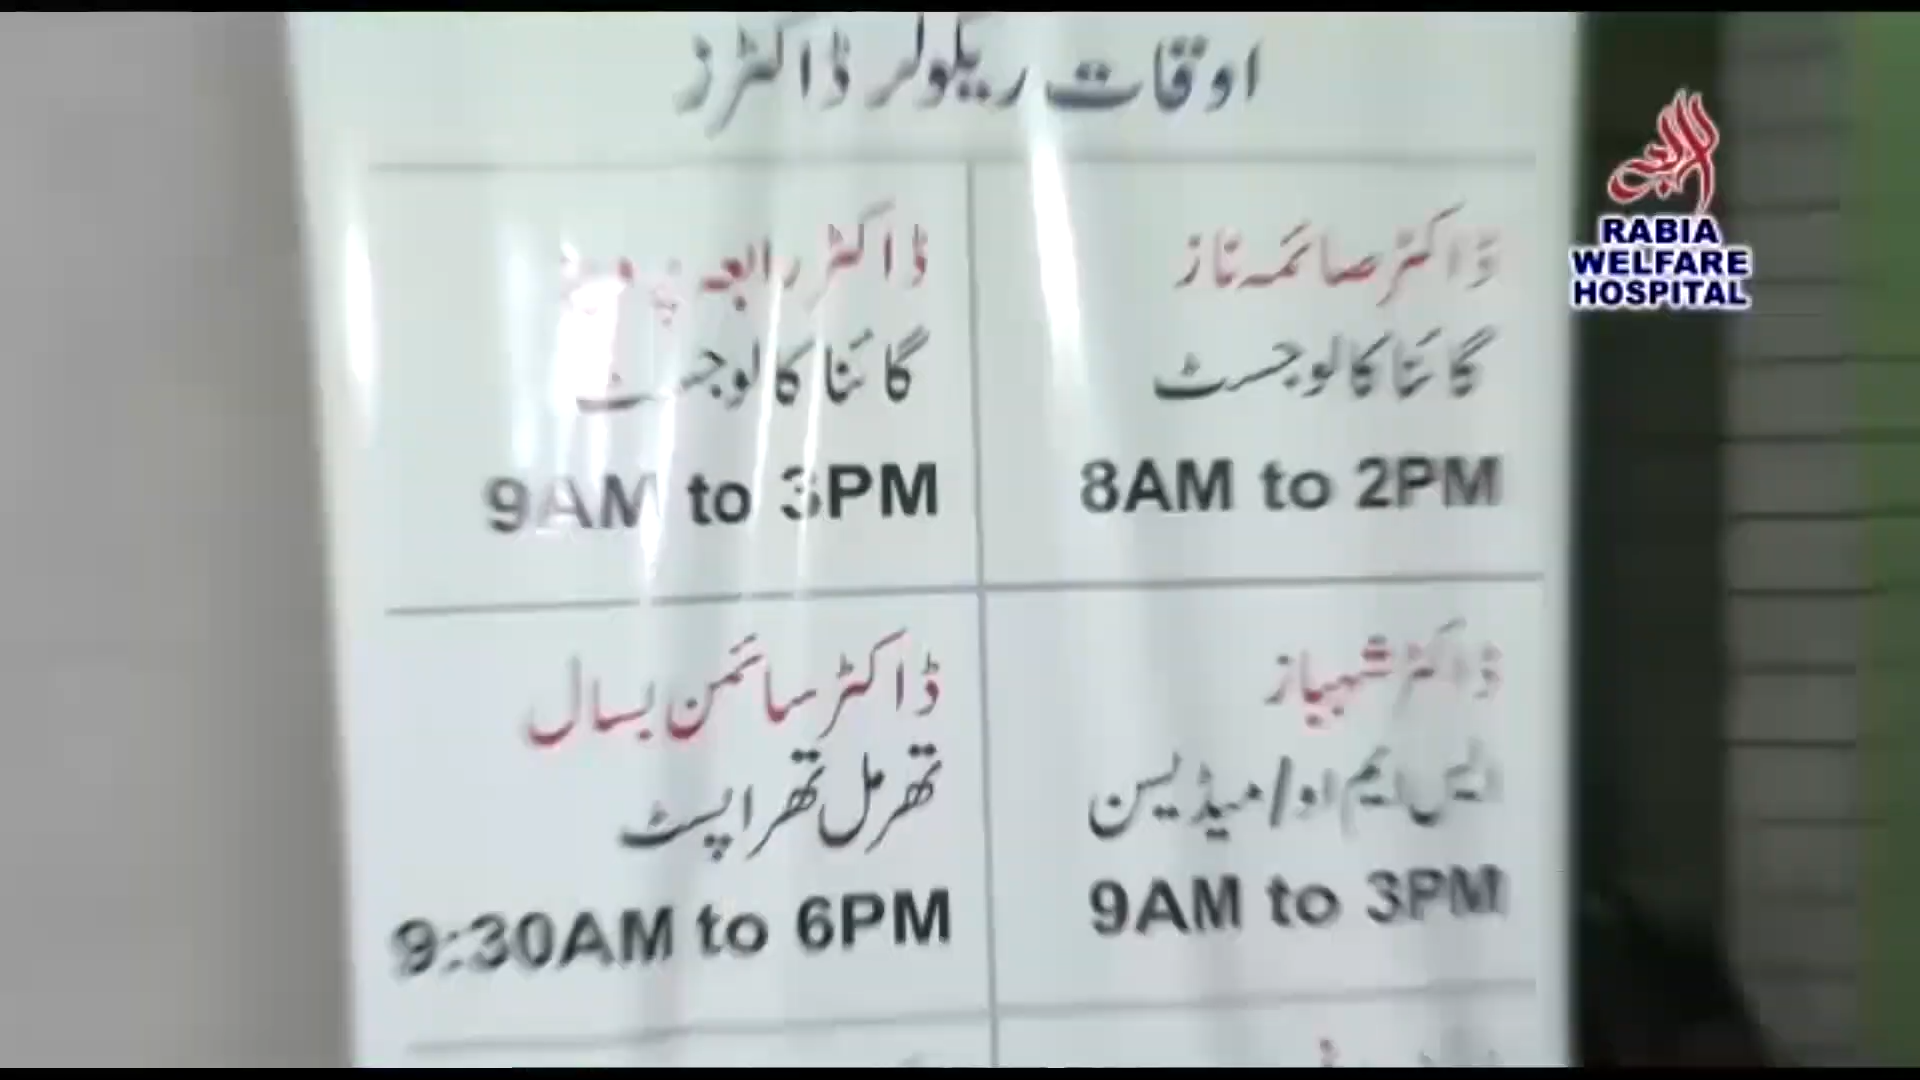 اوقات ریگولر ڈاکٹرز
ڈاکٹر صائمہ ناز
گائناکالوجسٹ
8AM to 2PM
ڈاکٹر رابعہ
گائناکالوجسٹ
9AM to 3PM
ڈاکٹر شہباز
ایس ایم او/میڈیسن
9AM to 3PM
ڈاکٹر سائمن بسال
تھرمل تھراپسٹ
9:30AM to 6PM
RABIA
WELFARE
HOSPITAL